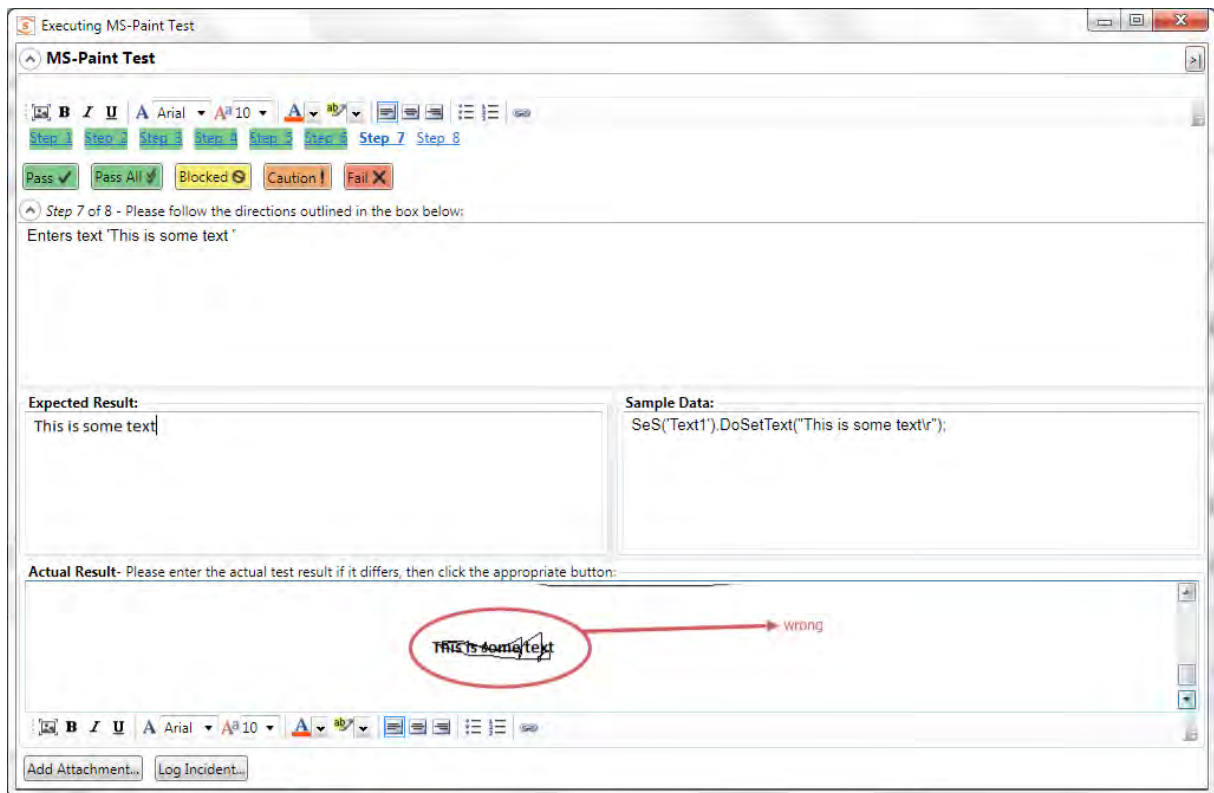 Executing MS-Paint Test
MS-Paint Test
B I U A Arial Aa 10 A ab
Step 1 Step 2 Step 3 Step 4 Step 5 Step 6 Step 7 Step 8
Pass Pass All Blocked Caution ! Fail
Step 7 of 8 - Please follow the directions outlined in the box below:
Enters text 'This is some text '
Expected Result:
This is some text
Sample Data:
SeS('Text1').DoSetText("This is some text\r");
Actual Result- Please enter the actual test result if it differs, then click the appropriate button:
This is some text
wrong
B I U A Arial Aa 10 A ab
Add Attachment... Log Incident...